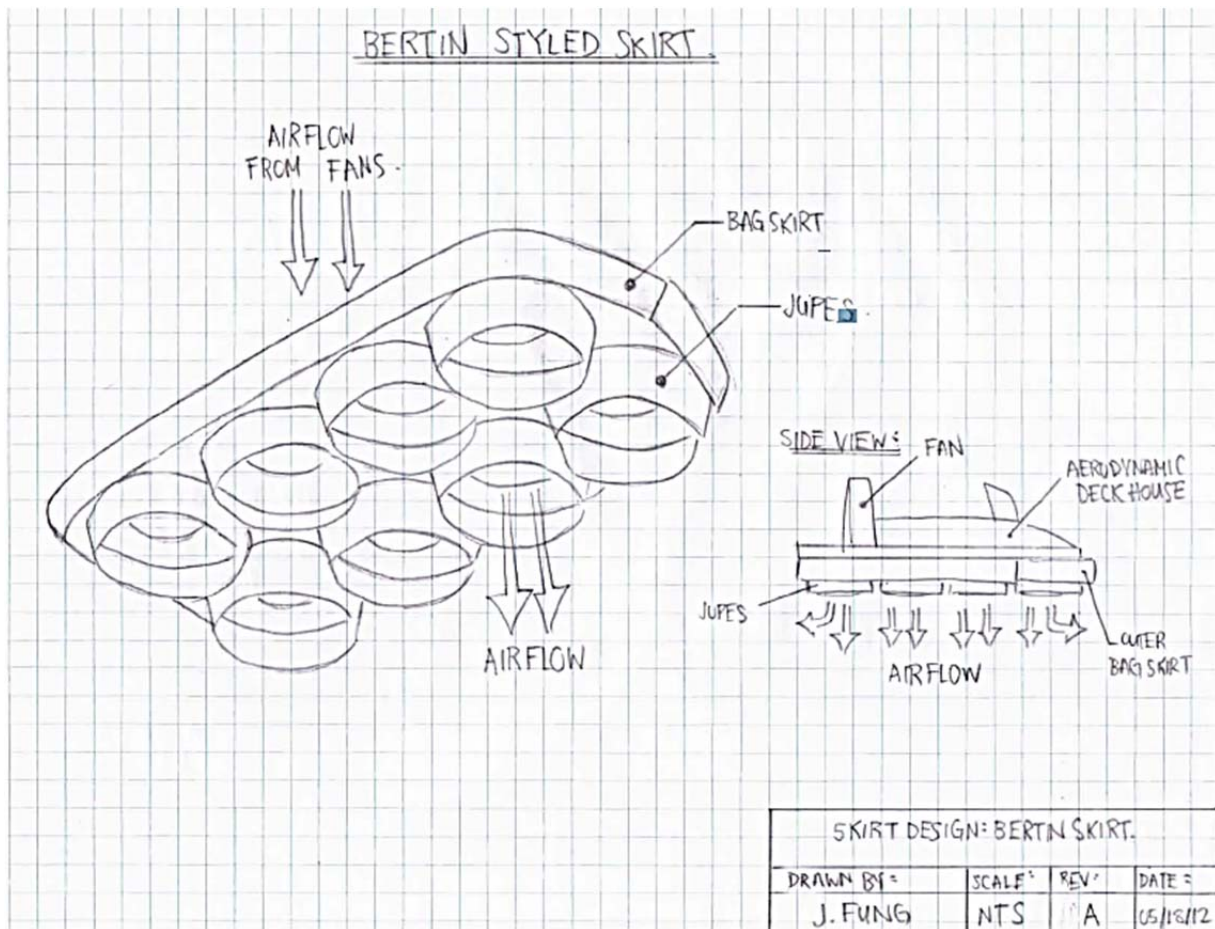 BERTIN STYLED SKIRT.
AIRFLOW
FROM FANS.
BAG SKIRT
JUPES.
SIDE VIEW:
FAN
AERODYNAMIC
DECK HOUSE
JUPES
AIRFLOW
OUTER
BAG SKIRT
AIRFLOW
SKIRT DESIGN: BERTIN SKIRT.
DRAWN BY: SCALE: REV: DATE:
J. FUNG NTS A 05/18/12